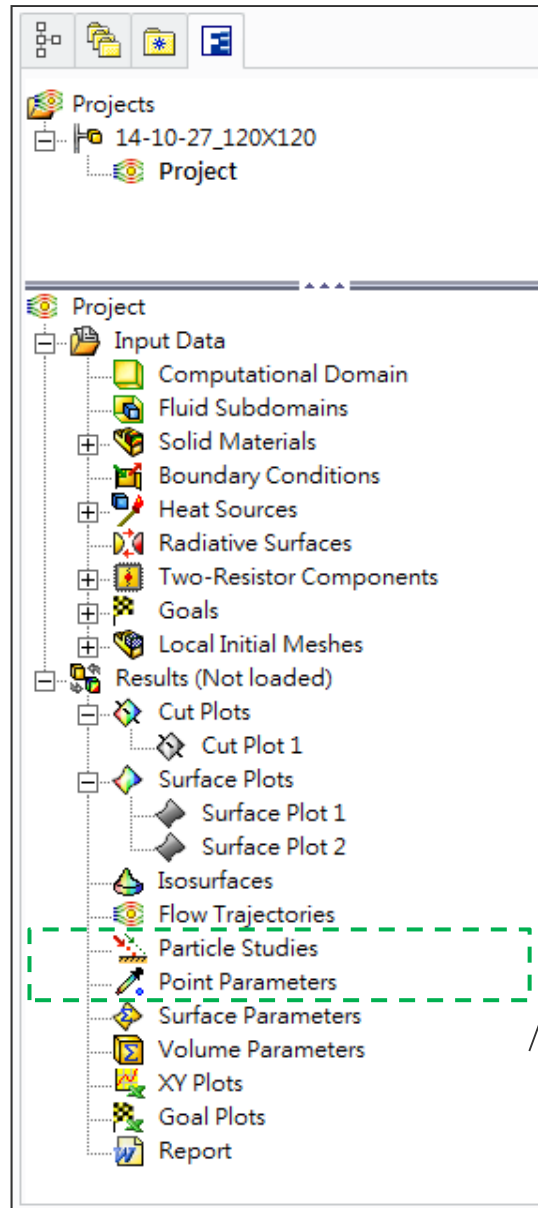 Projects
14-10-27_120X120
Project
Project
Input Data
Computational Domain
Fluid Subdomains
Solid Materials
Boundary Conditions
Heat Sources
Radiative Surfaces
Two-Resistor Components
Goals
Local Initial Meshes
Results (Not loaded)
Cut Plots
Cut Plot 1
Surface Plots
Surface Plot 1
Surface Plot 2
Isosurfaces
Flow Trajectories
Particle Studies
Point Parameters
Surface Parameters
Volume Parameters
XY Plots
Goal Plots
Report